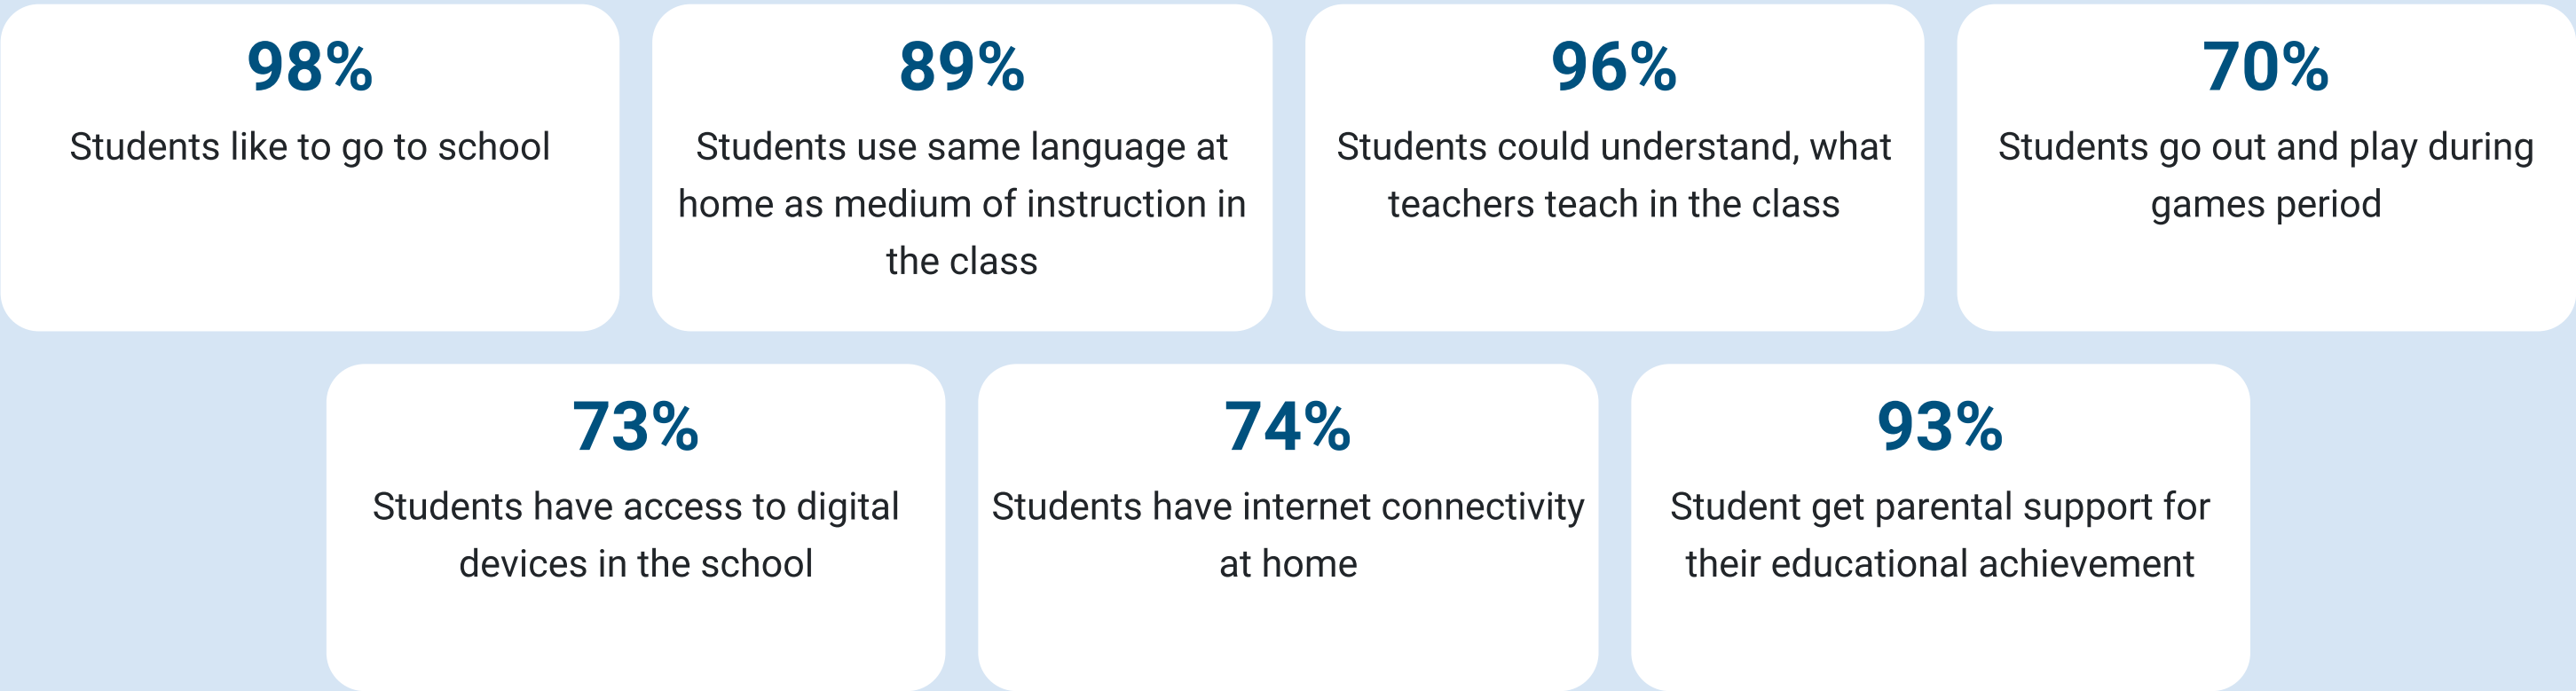 98%
Students like to go to school
89%
Students use same language at
home as medium of instruction in
the class
96%
Students could understand, what
teachers teach in the class
70%
Students go out and play during
games period
73%
Students have access to digital
devices in the school
74%
Students have internet connectivity
at home
93%
Student get parental support for
their educational achievement